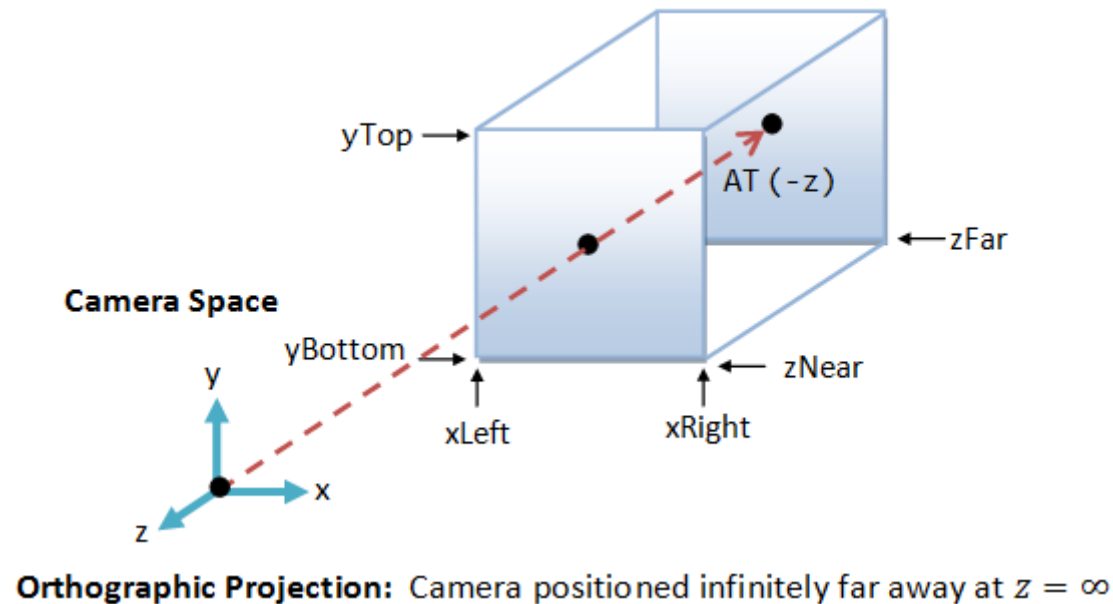 yTop
AT (-z)
zFar
Camera Space
yBottom
zNear
y
xLeft
xRight
x
z
Orthographic Projection: Camera positioned infinitely far away at z = ∞